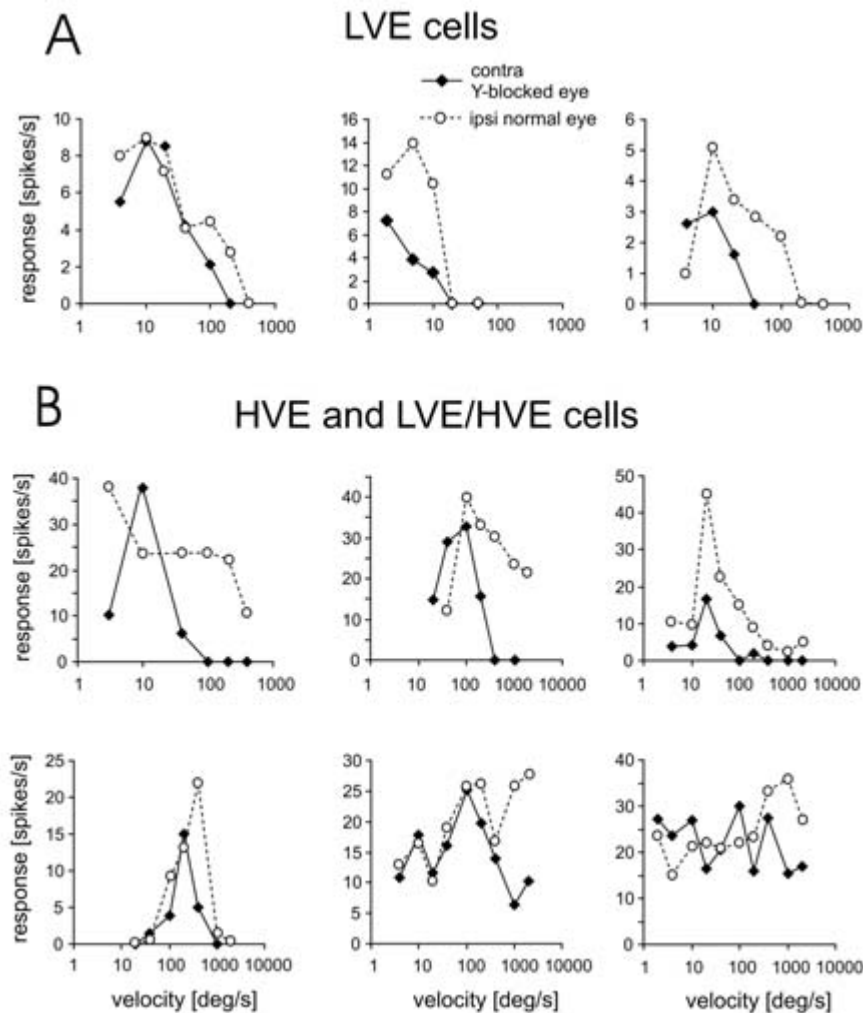 A
LVE cells
contra
Y-blocked eye
ipsi normal eye
response [spikes/s]
10
8
6
4
2
0
1 10 100 1000
16
14
12
10
8
6
4
2
0
1 10 100 1000
6
5
4
3
2
1
0
1 10 100 1000
B
HVE and LVE/HVE cells
response [spikes/s]
40
30
20
10
0
1 10 100 1000
40
30
20
10
0
1 10 100 1000 10000
50
40
30
20
10
0
1 10 100 1000 10000
response [spikes/s]
25
20
15
10
5
0
1 10 100 1000 10000
velocity [deg/s]
30
25
20
15
10
5
0
1 10 100 1000 10000
velocity [deg/s]
40
30
20
10
0
1 10 100 1000 10000
velocity [deg/s]